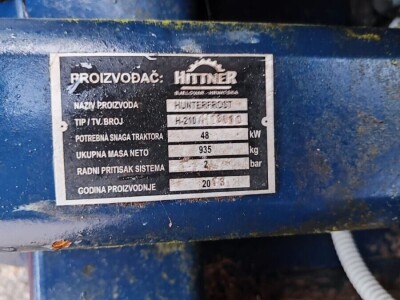 PROIZVOĐAČ: HITTNER
BJELOVAR - HRVATSKA
NAZIV PROIZVODA HUNTERFROST
TIP / TV. BROJ H-210/
POTREBNA SNAGA TRAKTORA 48 kW
UKUPNA MASA NETO 935 kg
RADNI PRITISAK SISTEMA 2 bar
GODINA PROIZVODNJE